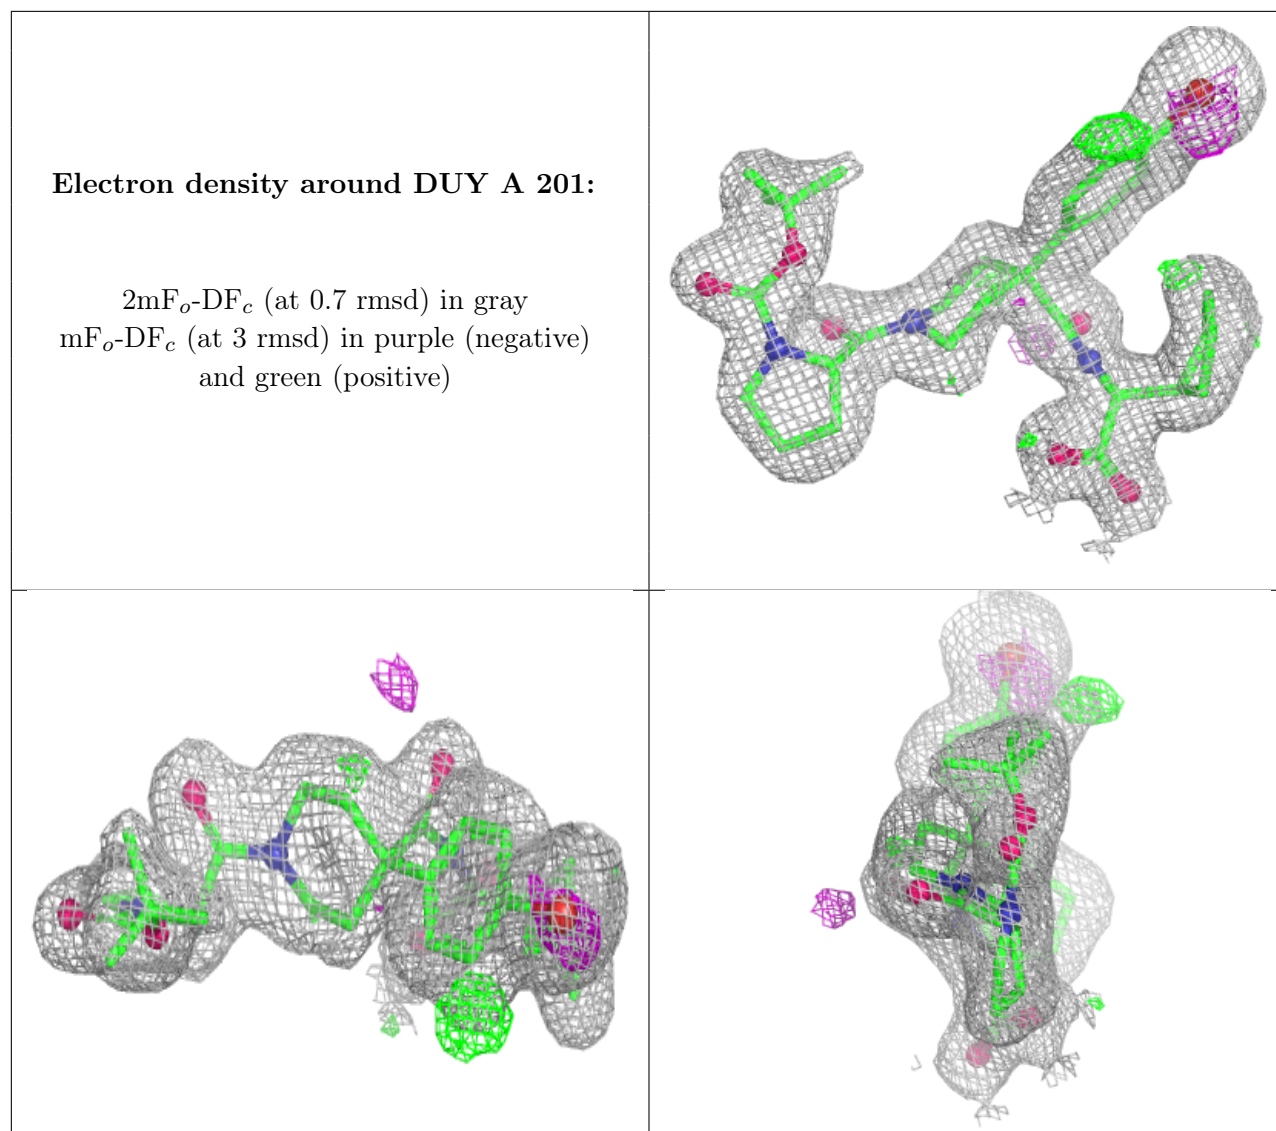 Electron density around DUY A 201:
2mFo-DFc (at 0.7 rmsd) in gray
mFo-DFc (at 3 rmsd) in purple (negative)
and green (positive)